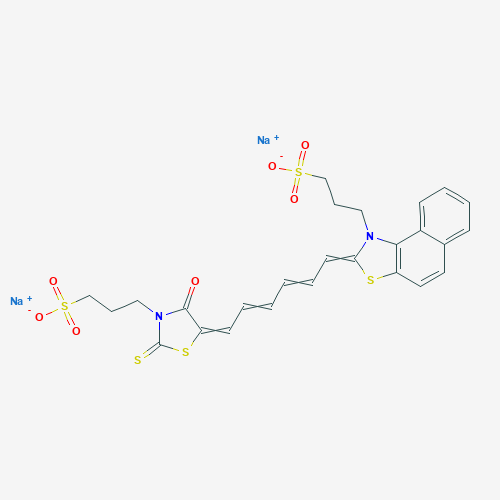 Na +
O
- O S
O
N
S
Na + O O
- O S N
O S
S